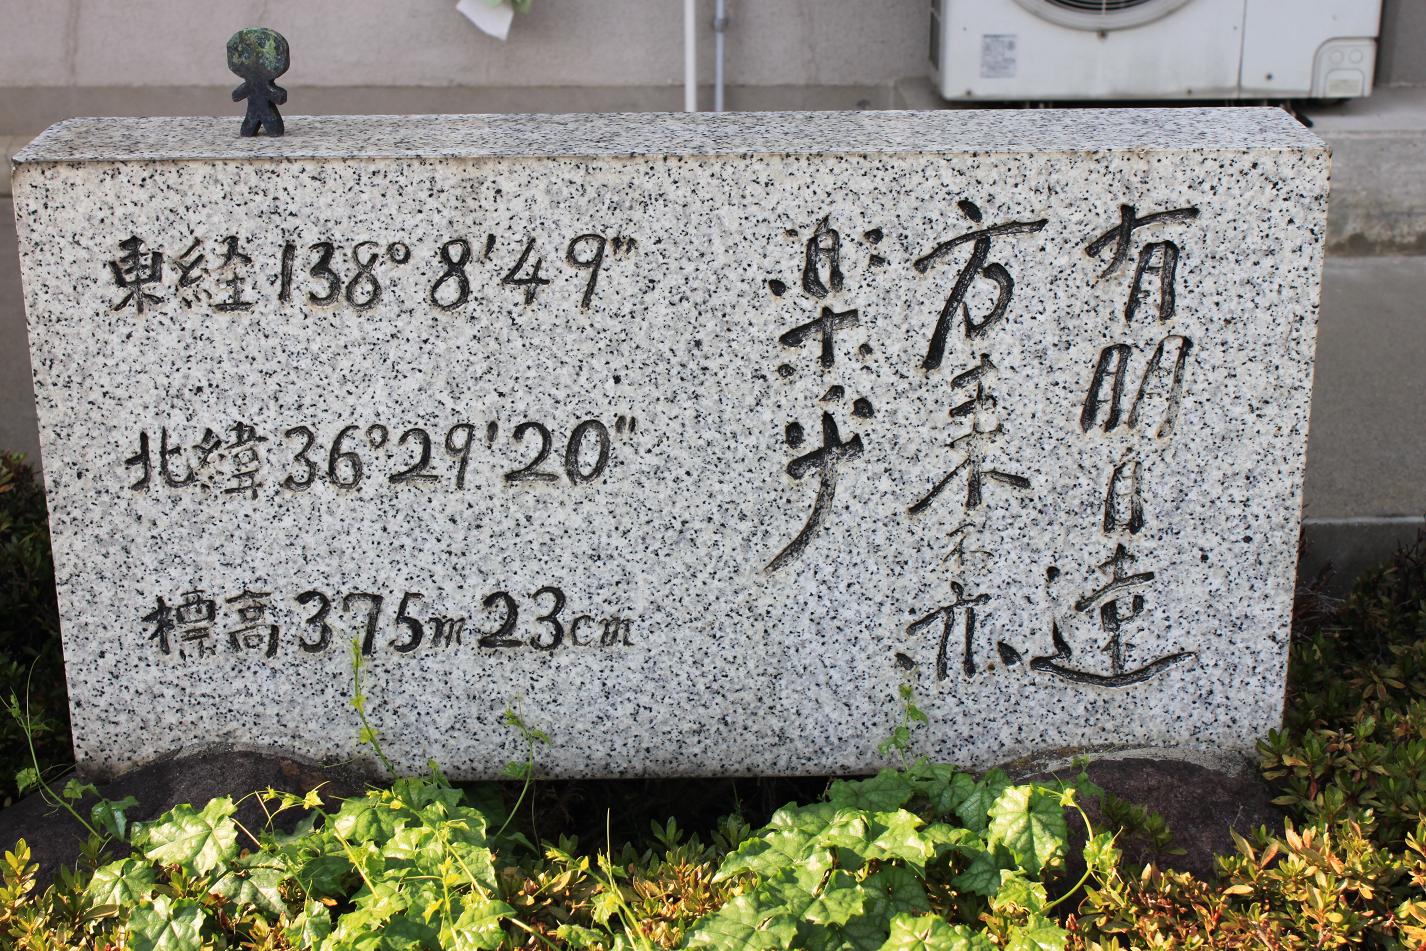 有朋自遠
方来不亦
楽乎
東経138°8'49"
北緯36°29'20"
標高375m23cm